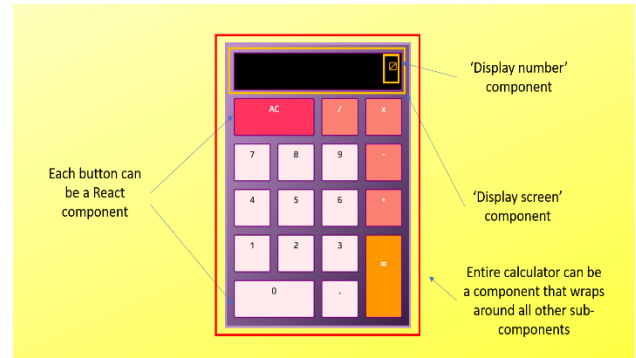 0
'Display number'
component
AC / x
7 8 9 -
Each button can
be a React
component
4 5 6 +
'Display screen'
component
1 2 3 =
Entire calculator can be
a component that wraps
around all other sub-
components
0 .